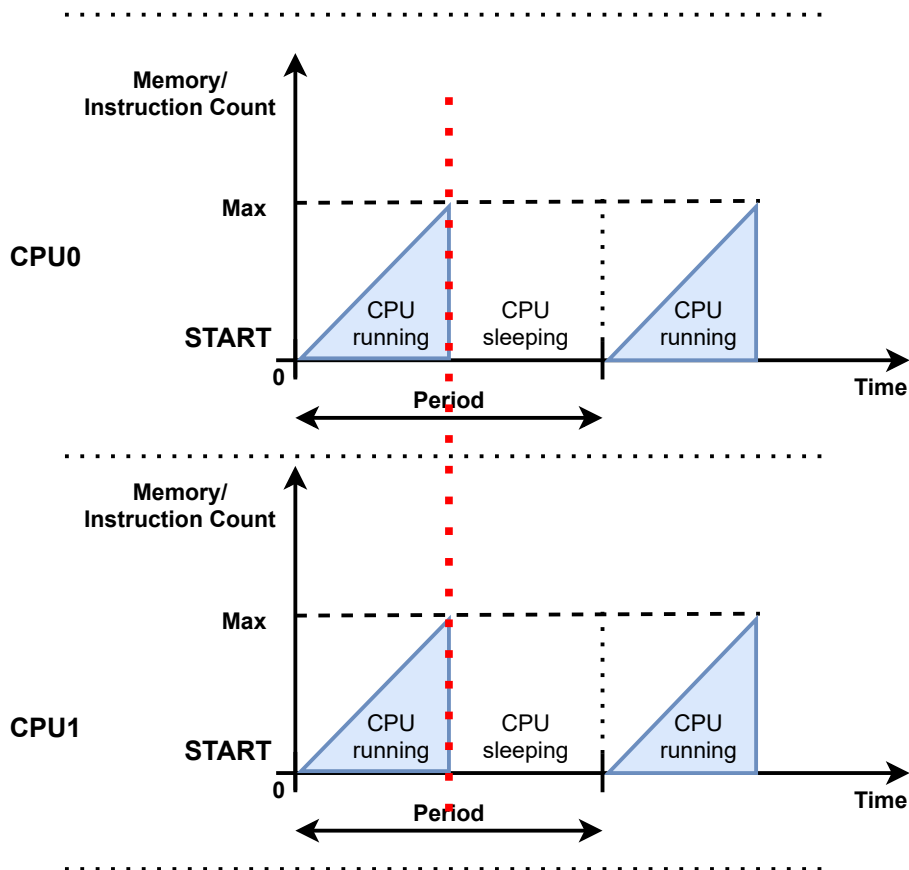 Memory/
Instruction Count
Max
CPU0
CPU
running
CPU
sleeping
CPU
running
START
0
Time
Period
Memory/
Instruction Count
Max
CPU1
CPU
running
CPU
sleeping
CPU
running
START
0
Time
Period